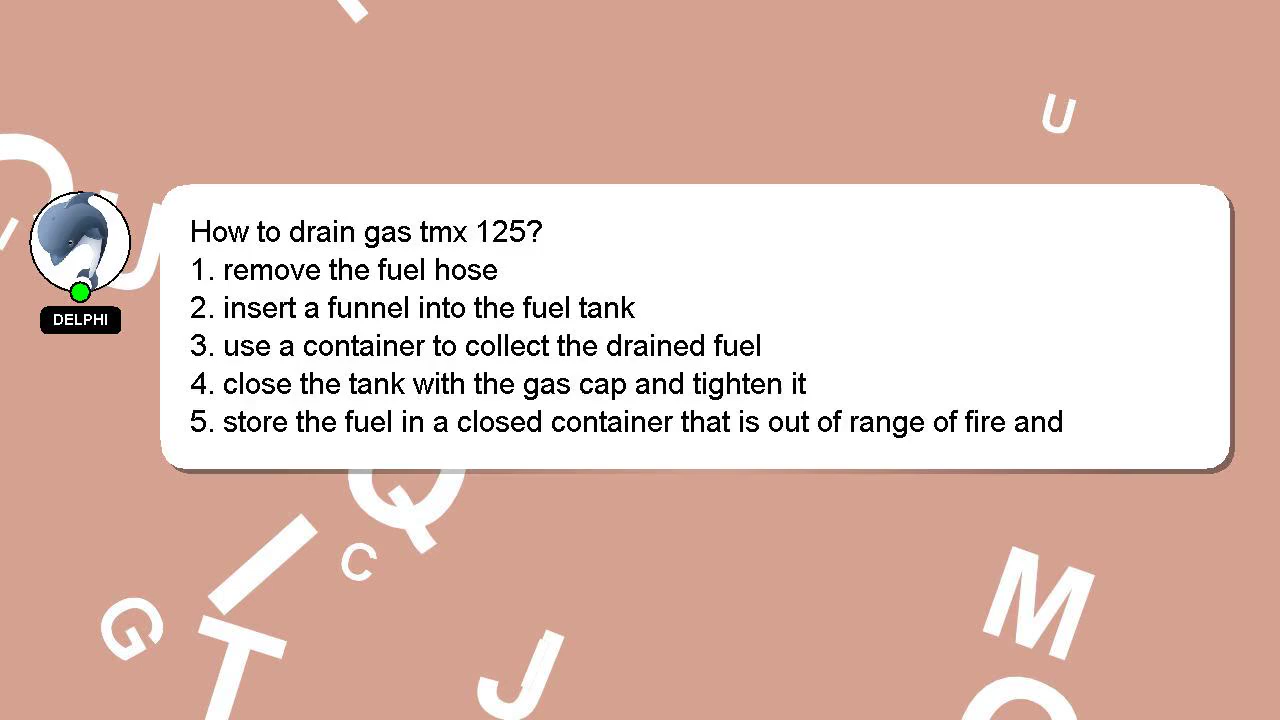 U
DELPHI
How to drain gas tmx 125?
1. remove the fuel hose
2. insert a funnel into the fuel tank
3. use a container to collect the drained fuel
4. close the tank with the gas cap and tighten it
5. store the fuel in a closed container that is out of range of fire and
Q
I
C
G
T
J
M